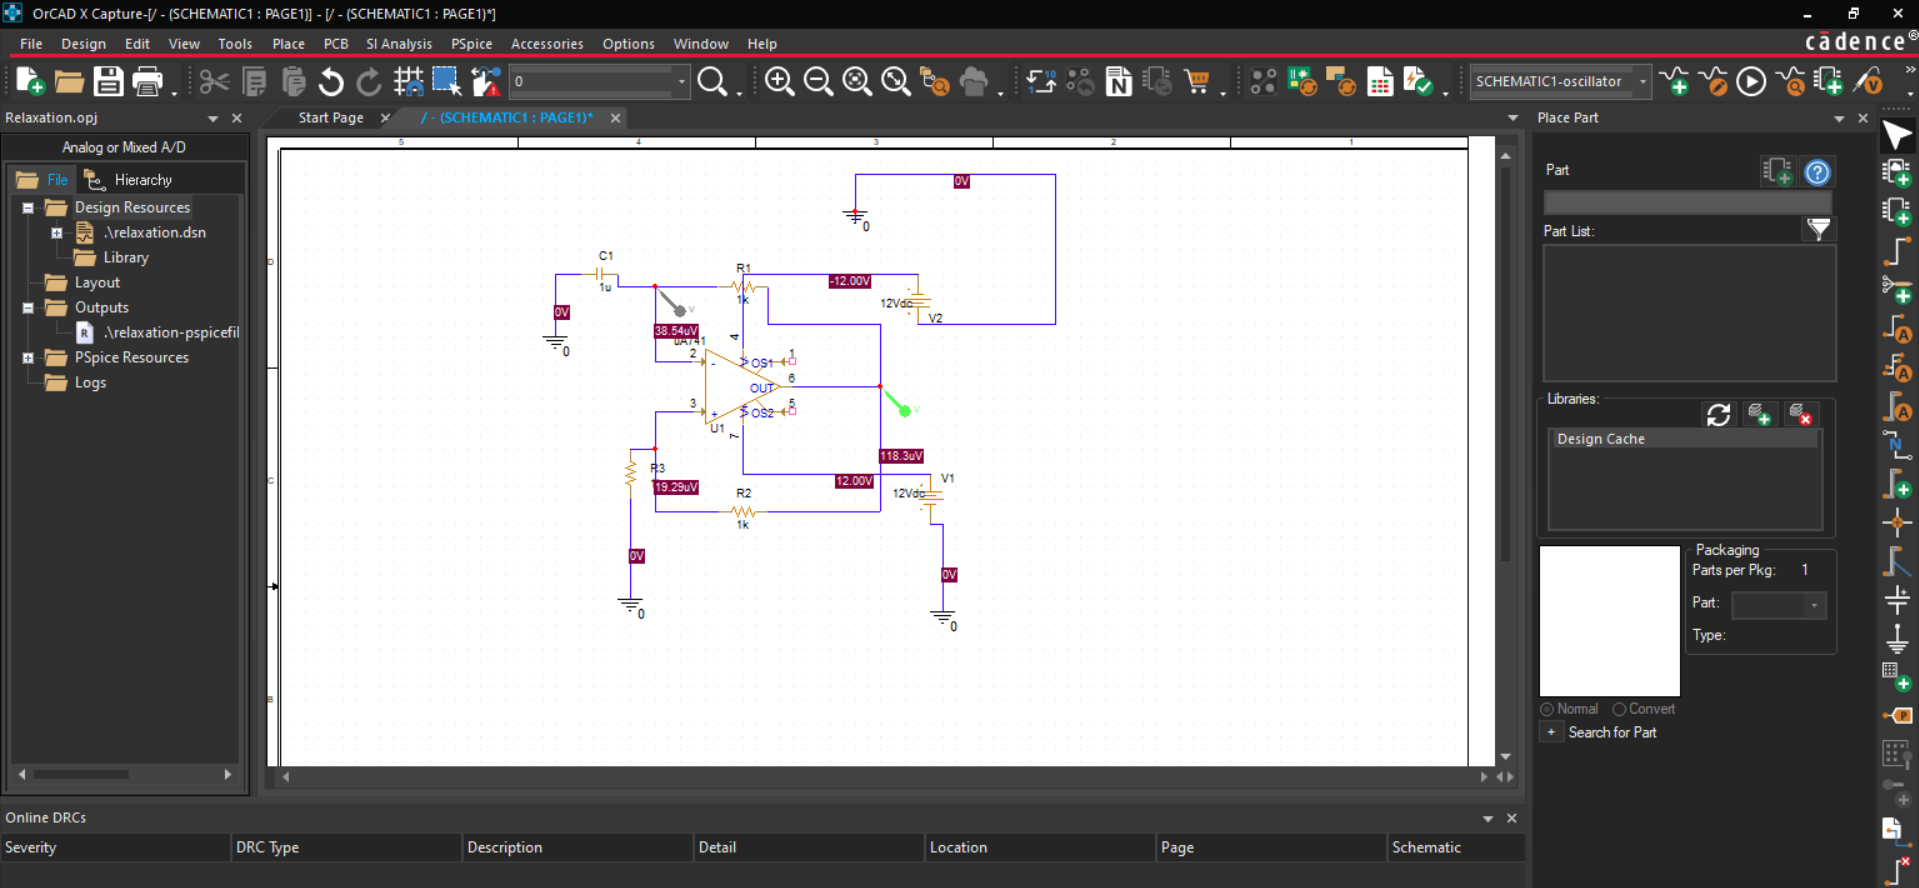 OrCAD X Capture-[/ - (SCHEMATIC1 : PAGE1)] - [/ - (SCHEMATIC1 : PAGE1)*]
File Design Edit View Tools Place PCB SI Analysis PSpice Accessories Options Window Help
cādence®
0
SCHEMATIC1-oscillator
Relaxation.opj
Start Page
/ - (SCHEMATIC1 : PAGE1)*
Place Part
Analog or Mixed A/D
File
Hierarchy
Design Resources
.\relaxation.dsn
Library
Layout
Outputs
.\relaxation-pspicefil
PSpice Resources
Logs
5 4 3 2 1
D
C
B
0V
0
C1
1u
0V
0
R1
1k
-12.00V
12Vdc
V2
38.54uV
uA741
2
-
4
OS1
1
OUT
6
3
+
OS2
5
U1
7
V
V
118.3uV
R3
19.29uV
R2
1k
12.00V
12Vdc
V1
0V
0
0V
0
Part
Part List:
Libraries:
Design Cache
Packaging
Parts per Pkg: 1
Part:
Type:
Normal
Convert
+ Search for Part
Online DRCs
Severity DRC Type Description Detail Location Page Schematic